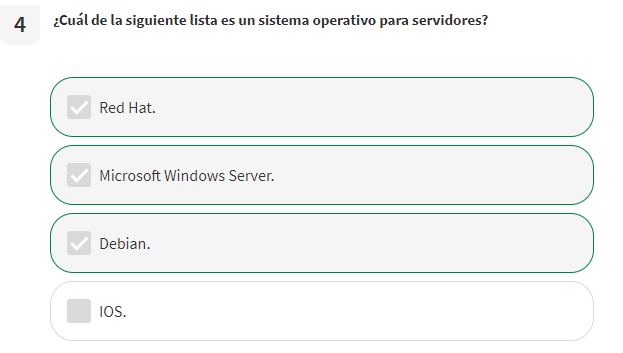 4
¿Cuál de la siguiente lista es un sistema operativo para servidores?
Red Hat.
Microsoft Windows Server.
Debian.
IOS.